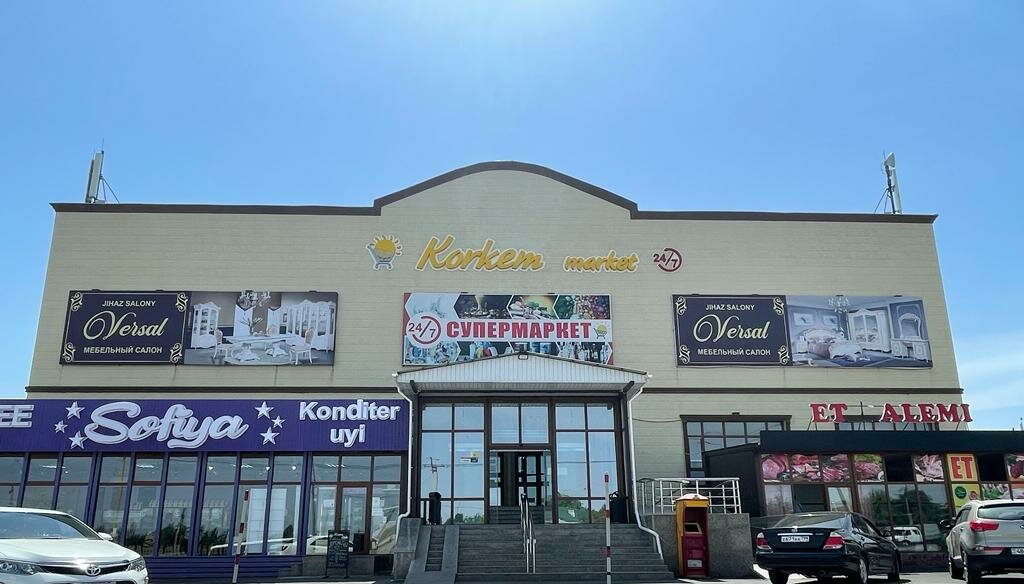 Korkem market 24/7
JIHAZ SALONY
Versal
МЕБЕЛЬНЫЙ САЛОН
24/7 СУПЕРМАРКЕТ
JIHAZ SALONY
Versal
МЕБЕЛЬНЫЙ САЛОН
EE
Sofiya
Konditer
uyi
ET ALEMI
ET